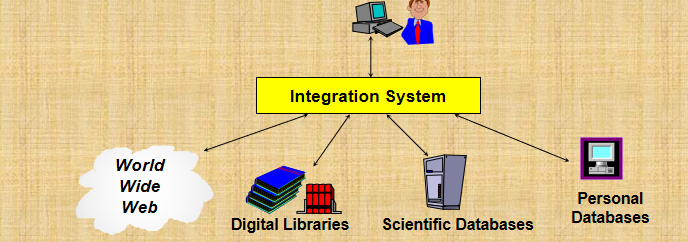 Integration System
World
Wide
Web
Digital Libraries
Scientific Databases
Personal
Databases